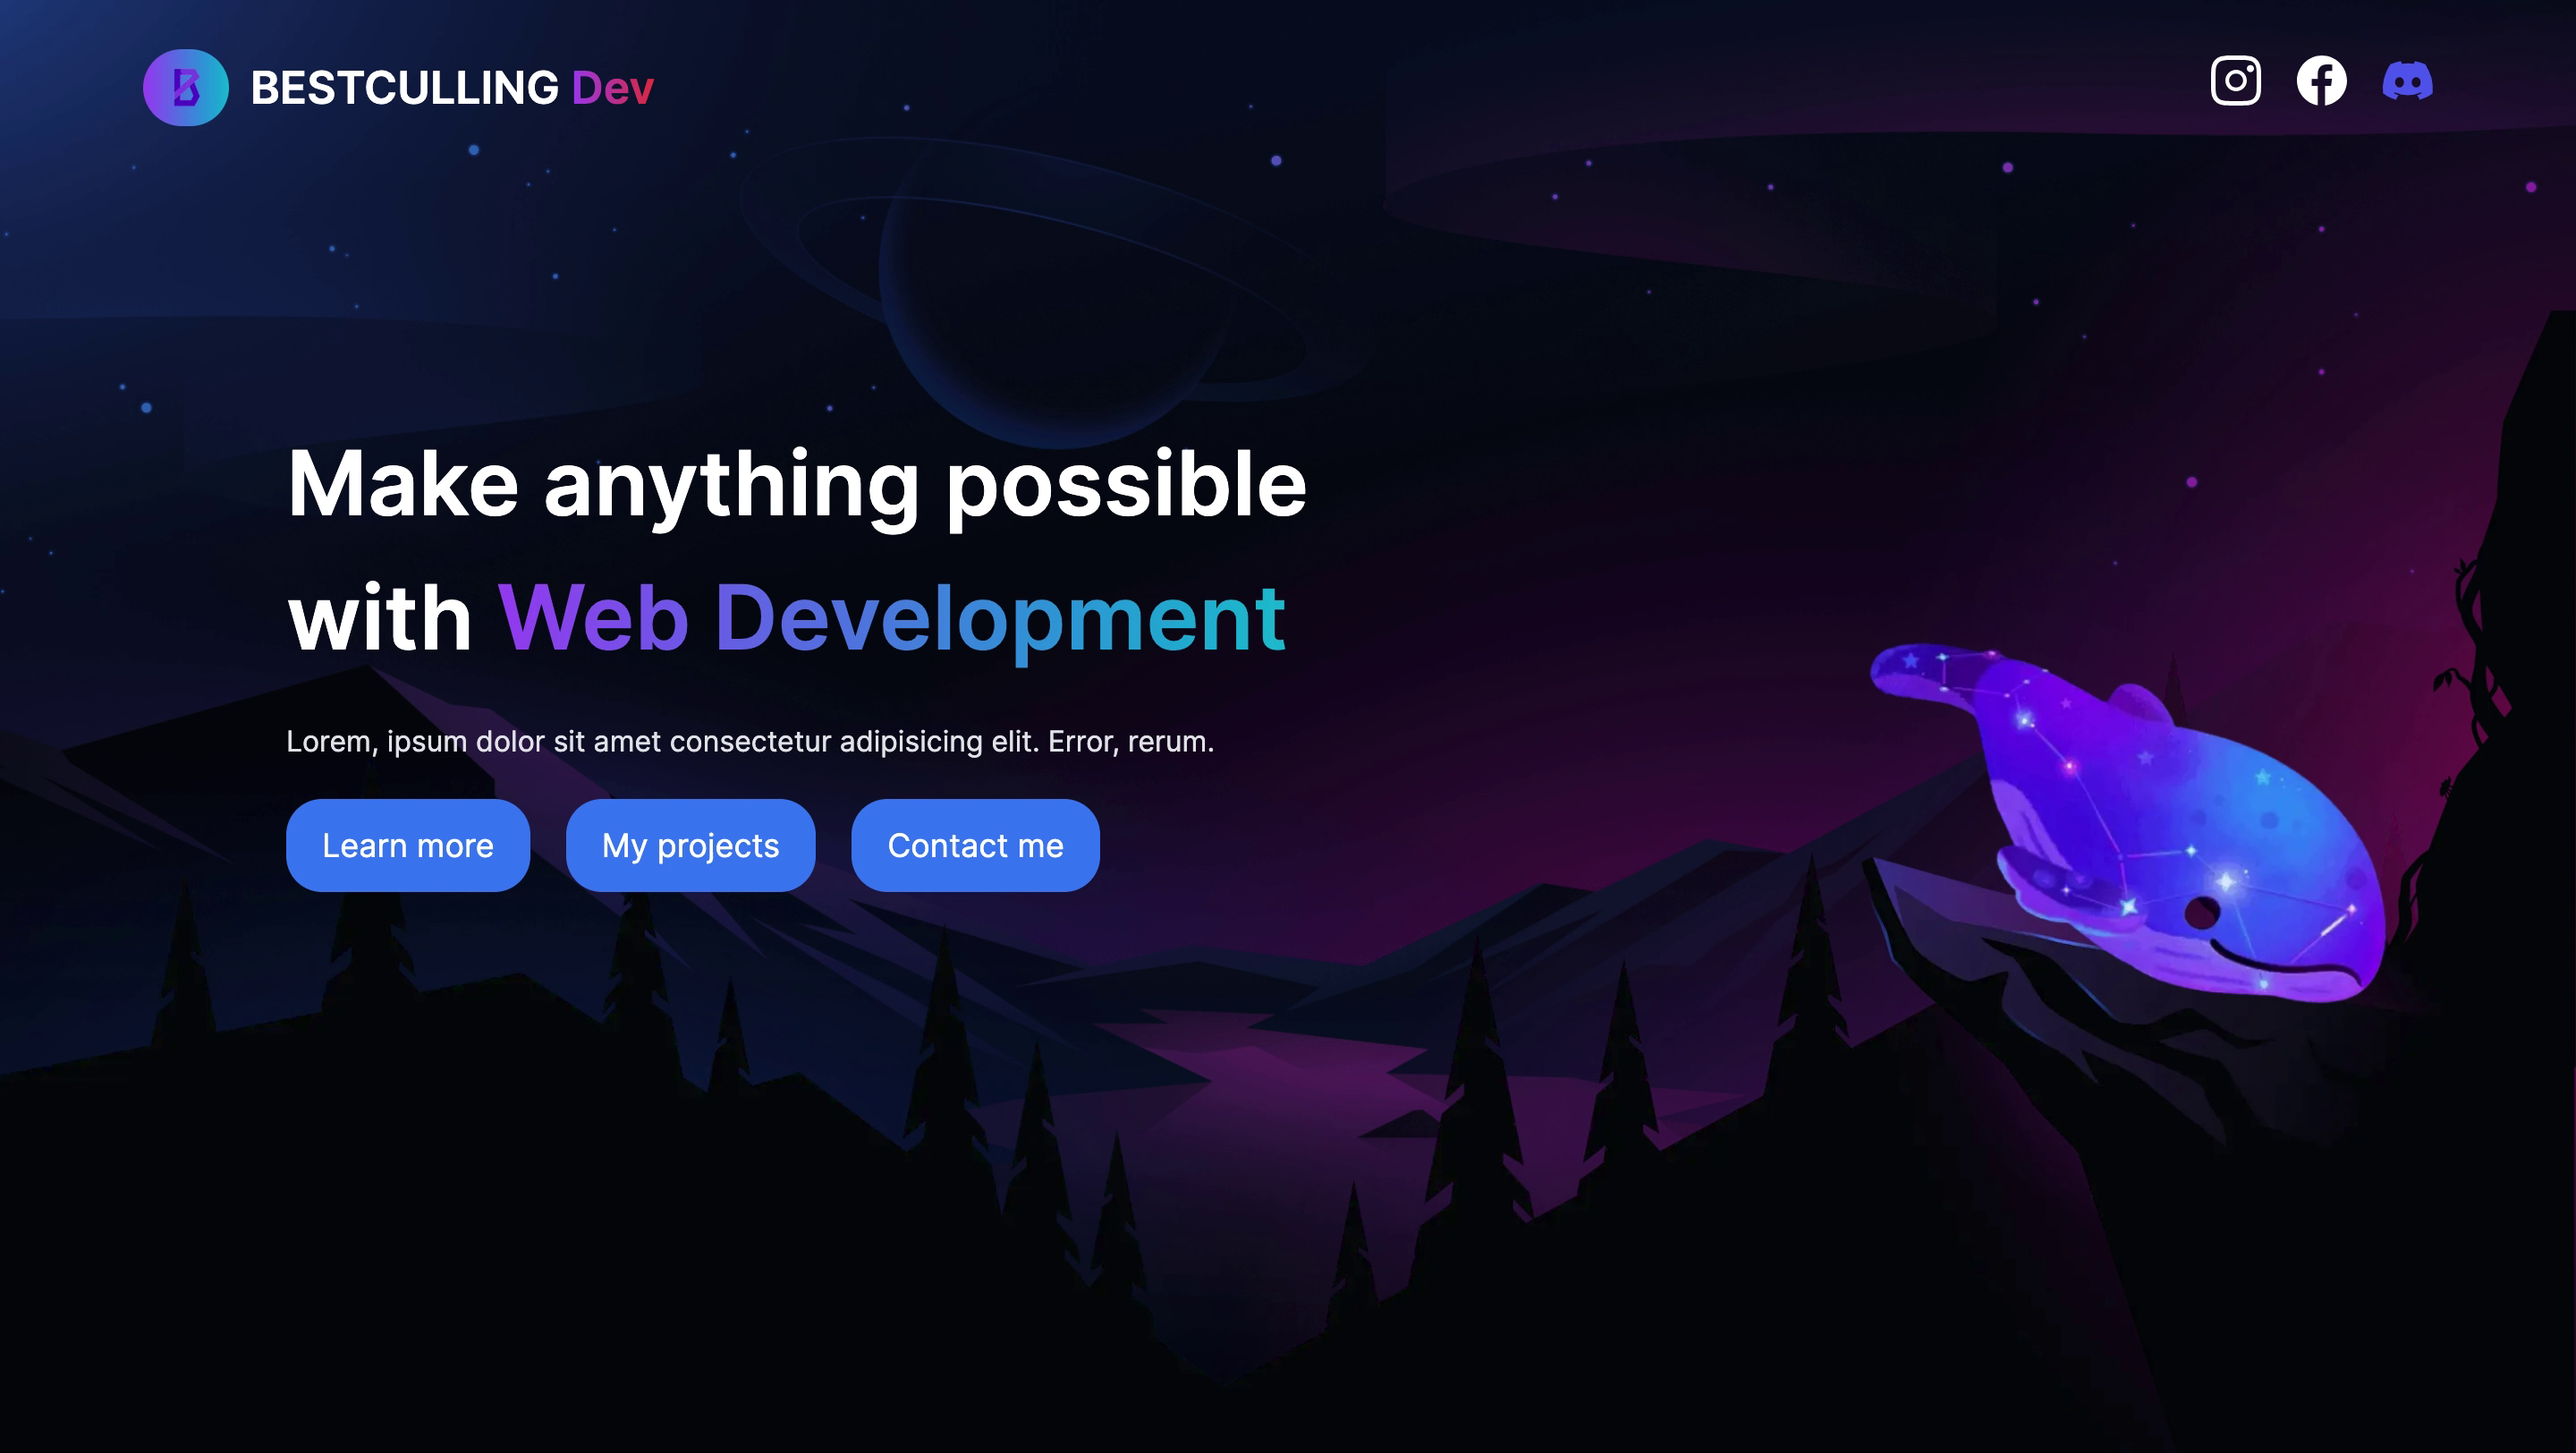 BESTCULLING Dev
Make anything possible
with Web Development
Lorem, ipsum dolor sit amet consectetur adipisicing elit. Error, rerum.
Learn more
My projects
Contact me